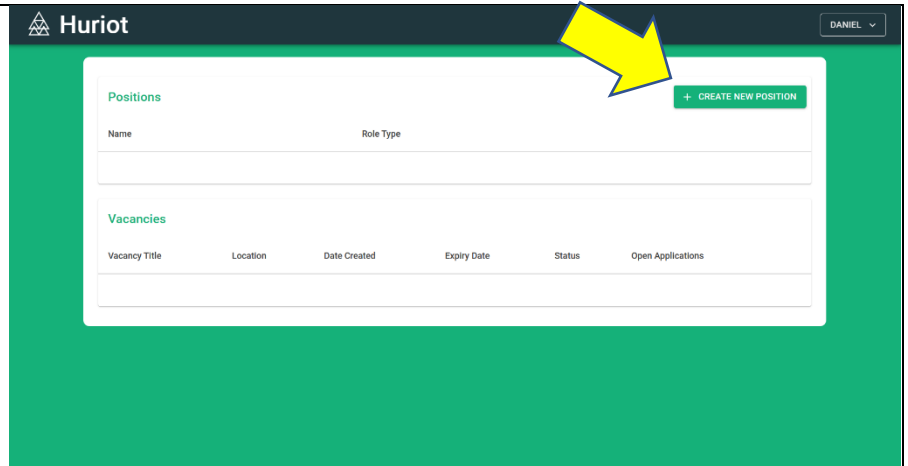 Huriot
DANIEL
Positions
+ CREATE NEW POSITION
Name Role Type
Vacancies
Vacancy Title Location Date Created Expiry Date Status Open Applications